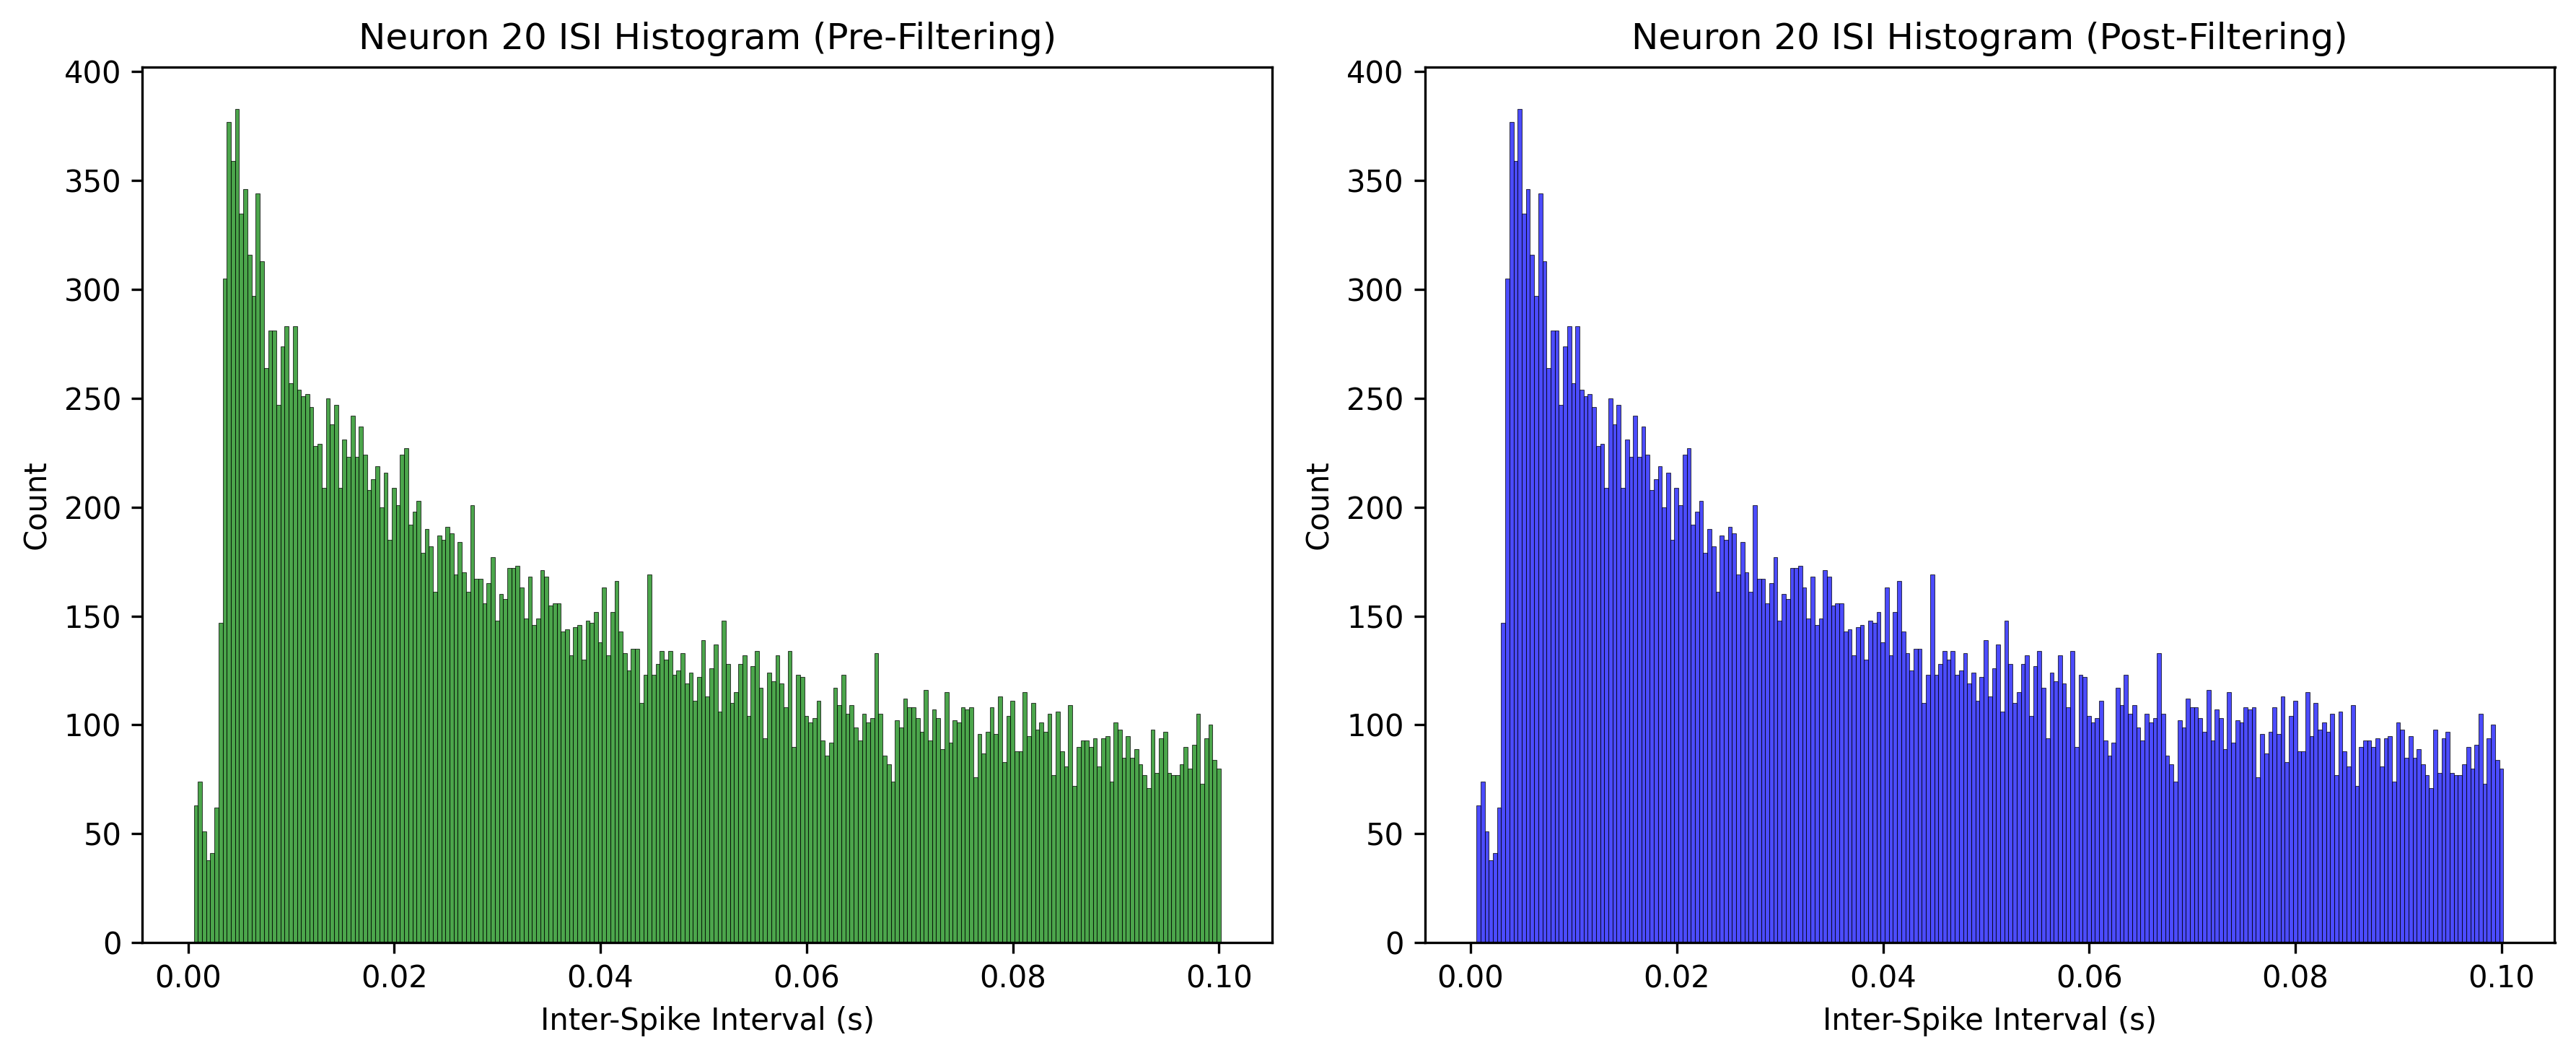 Neuron 20 ISI Histogram (Pre-Filtering)
400
350
300
250
200
150
100
50
0
Count
0.00 0.02 0.04 0.06 0.08 0.10
Inter-Spike Interval (s)
Neuron 20 ISI Histogram (Post-Filtering)
400
350
300
250
200
150
100
50
0
Count
0.00 0.02 0.04 0.06 0.08 0.10
Inter-Spike Interval (s)